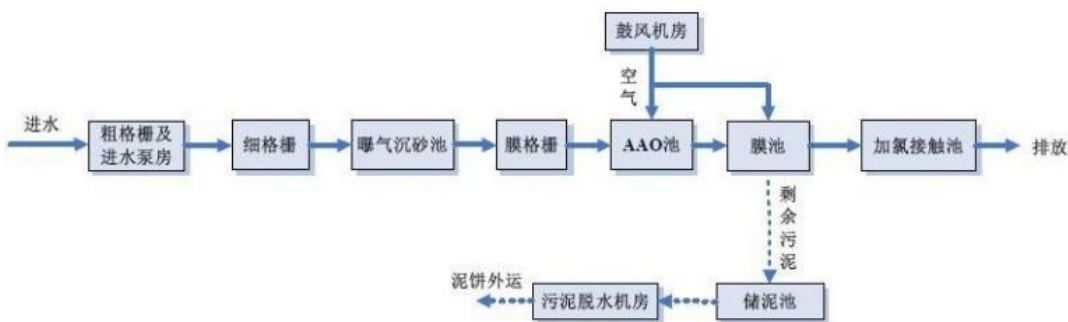 鼓风机房
空气
进水
粗格栅及
进水泵房
细格栅
曝气沉砂池
膜格栅
AAO池
膜池
加氯接触池
排放
剩余污泥
泥饼外运
污泥脱水机房
储泥池